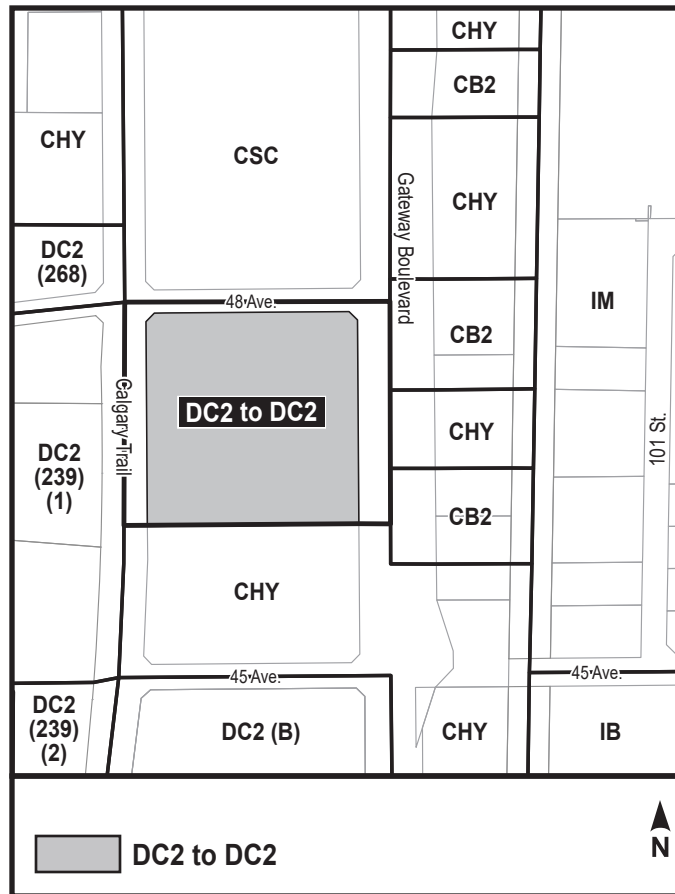 CHY
CB2
CHY
CSC
CHY
Gateway Boulevard
DC2
(268)
48 Ave.
IM
CB2
Calgary Trail
DC2 to DC2
101 St.
DC2
(239)
(1)
CHY
CB2
CHY
45 Ave.
45 Ave.
DC2
(239)
(2)
DC2 (B)
CHY
IB
DC2 to DC2
N